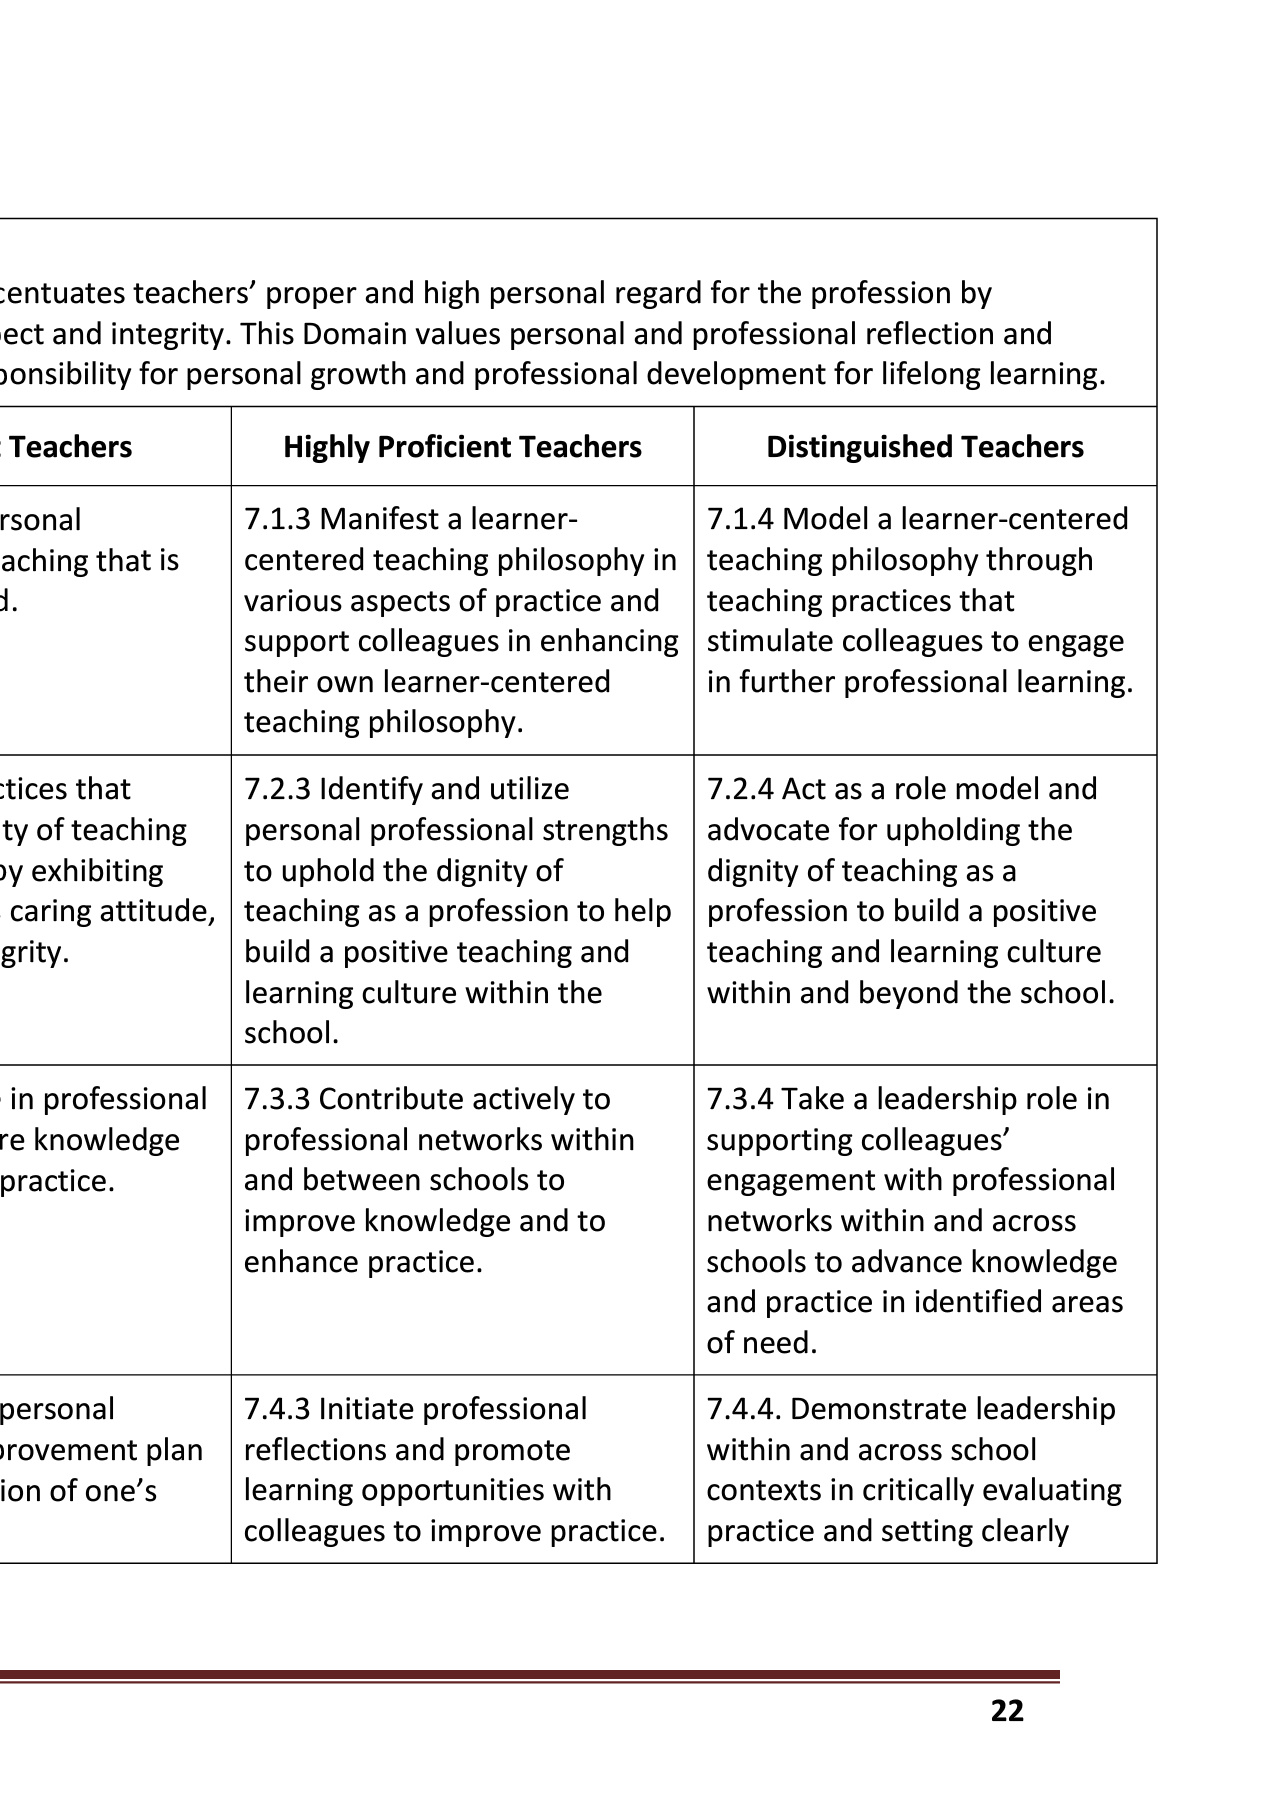 centuates teachers’ proper and high personal regard for the profession by
ect and integrity. This Domain values personal and professional reflection and
ponsibility for personal growth and professional development for lifelong learning.
Teachers
Highly Proficient Teachers
Distinguished Teachers
rsonal
aching that is
d.
7.1.3 Manifest a learner-
centered teaching philosophy in
various aspects of practice and
support colleagues in enhancing
their own learner-centered
teaching philosophy.
7.1.4 Model a learner-centered
teaching philosophy through
teaching practices that
stimulate colleagues to engage
in further professional learning.
ctices that
ty of teaching
by exhibiting
caring attitude,
grity.
7.2.3 Identify and utilize
personal professional strengths
to uphold the dignity of
teaching as a profession to help
build a positive teaching and
learning culture within the
school.
7.2.4 Act as a role model and
advocate for upholding the
dignity of teaching as a
profession to build a positive
teaching and learning culture
within and beyond the school.
in professional
re knowledge
practice.
7.3.3 Contribute actively to
professional networks within
and between schools to
improve knowledge and to
enhance practice.
7.3.4 Take a leadership role in
supporting colleagues’
engagement with professional
networks within and across
schools to advance knowledge
and practice in identified areas
of need.
personal
provement plan
ion of one’s
7.4.3 Initiate professional
reflections and promote
learning opportunities with
colleagues to improve practice.
7.4.4. Demonstrate leadership
within and across school
contexts in critically evaluating
practice and setting clearly
22